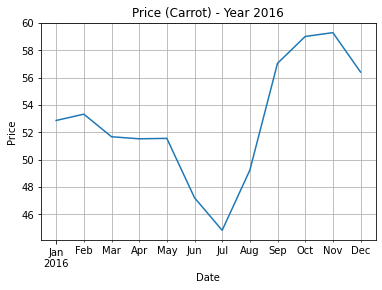 Price (Carrot) - Year 2016
60
58
56
54
52
50
48
46
Price
Jan Feb Mar Apr May Jun Jul Aug Sep Oct Nov Dec
2016
Date